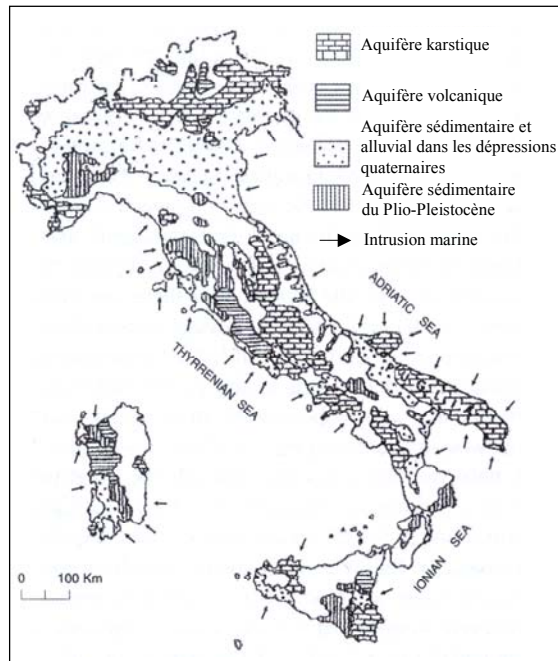 Aquifère karstique
Aquifère volcanique
Aquifère sédimentaire et
alluvial dans les dépressions
quaternaires
Aquifère sédimentaire
du Plio-Pleistocène
Intrusion marine
ADRIATIC SEA
THYRRENIAN SEA
IONIAN SEA
0 100 Km